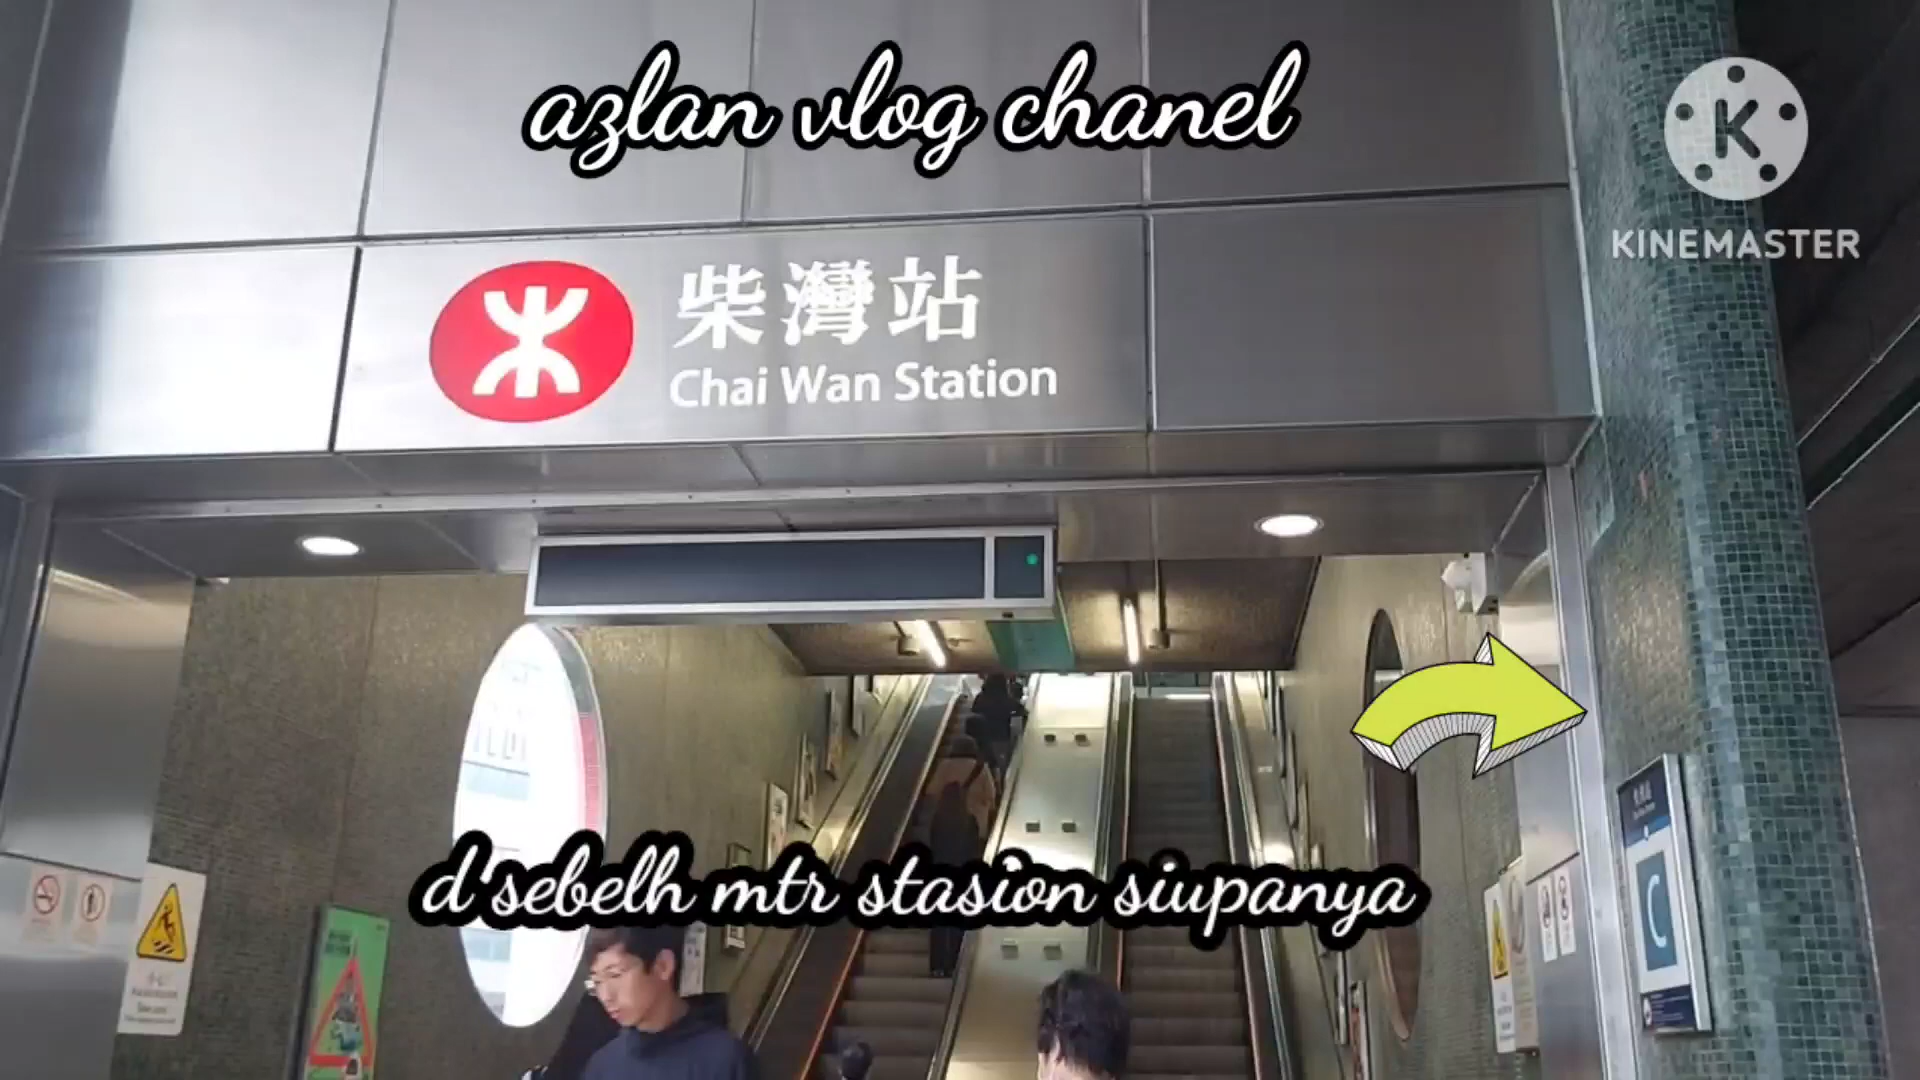 azlan vlog chanel
KINEMASTER
柴灣站
Chai Wan Station
d'sebelh mtr stasion siupanya
C